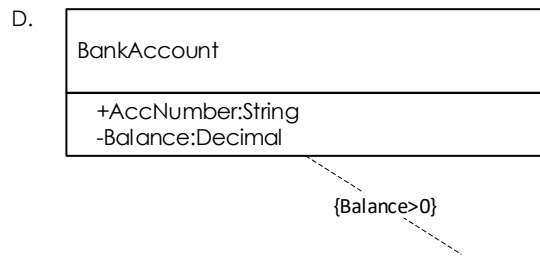 D.
BankAccount
+AccNumber:String
-Balance:Decimal
{Balance>0}